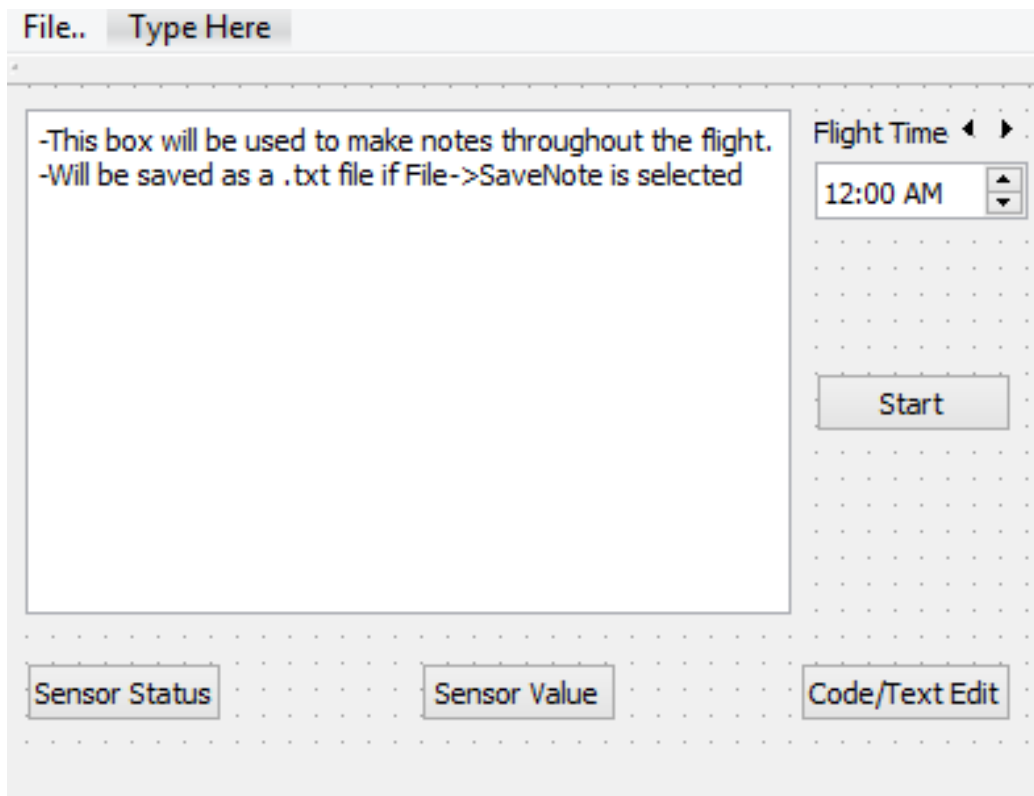 File.. Type Here
-This box will be used to make notes throughout the flight.
-Will be saved as a .txt file if File->SaveNote is selected
Flight Time
12:00 AM
Start
Sensor Status Sensor Value Code/Text Edit